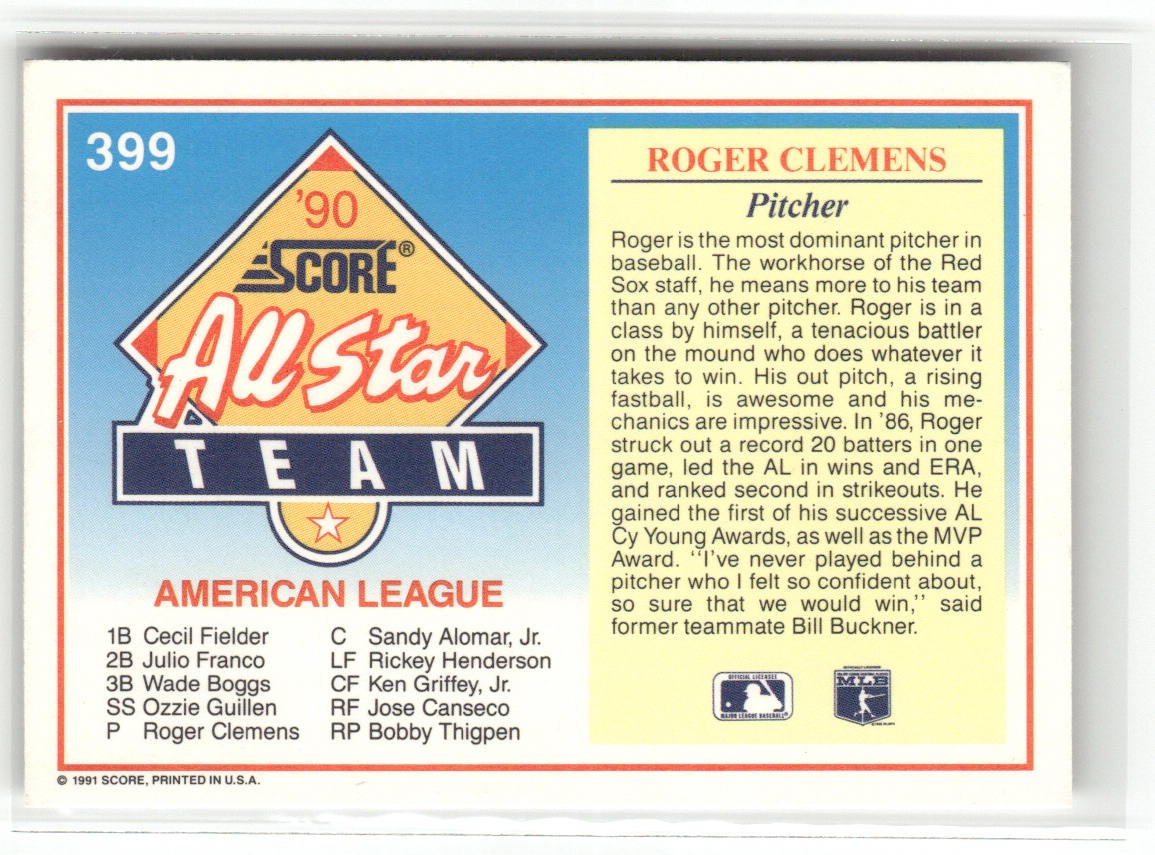 399
'90
SCORE®
All Star
TEAM
AMERICAN LEAGUE
1B Cecil Fielder
2B Julio Franco
3B Wade Boggs
SS Ozzie Guillen
P Roger Clemens
C Sandy Alomar, Jr.
LF Rickey Henderson
CF Ken Griffey, Jr.
RF Jose Canseco
RP Bobby Thigpen
ROGER CLEMENS
Pitcher
Roger is the most dominant pitcher in
baseball. The workhorse of the Red
Sox staff, he means more to his team
than any other pitcher. Roger is in a
class by himself, a tenacious battler
on the mound who does whatever it
takes to win. His out pitch, a rising
fastball, is awesome and his me-
chanics are impressive. In '86, Roger
struck out a record 20 batters in one
game, led the AL in wins and ERA,
and ranked second in strikeouts. He
gained the first of his successive AL
Cy Young Awards, as well as the MVP
Award. "I've never played behind a
pitcher who I felt so confident about,
so sure that we would win," said
former teammate Bill Buckner.
OFFICIAL LICENSEE
MAJOR LEAGUE BASEBALL®
OFFICIALLY LICENSED
MLB
© 1991 SCORE, PRINTED IN U.S.A.